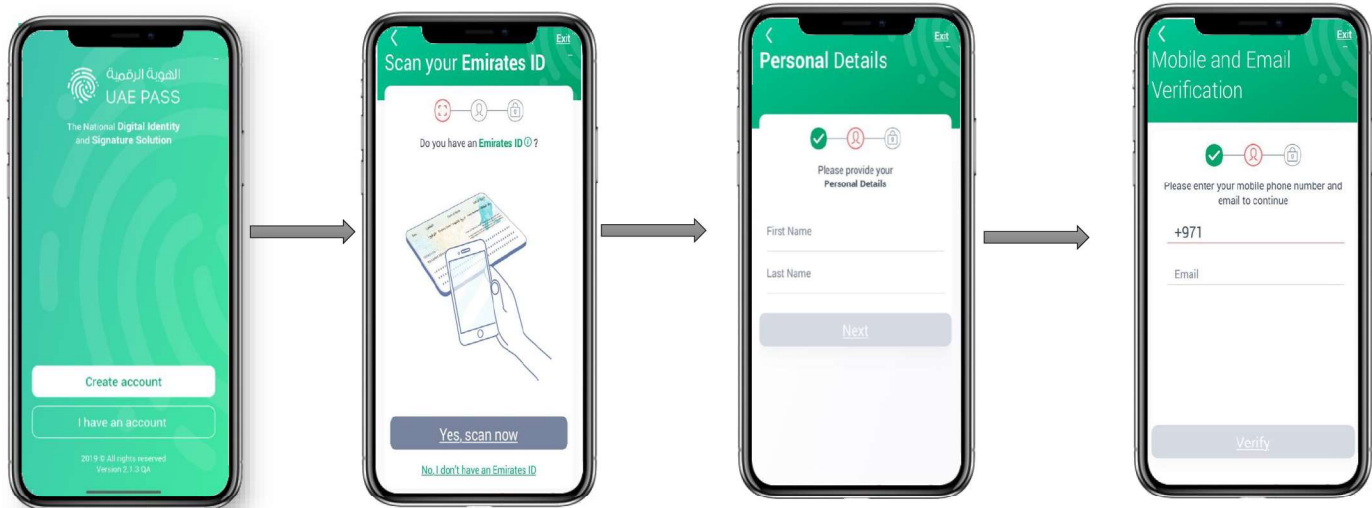 الهوية الرقمية
UAE PASS
The National Digital Identity
and Signature Solution
Create account
I have an account
2019 © All rights reserved
Version 2.1.3 QA
Exit
Scan your Emirates ID
Do you have an Emirates ID ?
Yes, scan now
No, I don't have an Emirates ID
Exit
Personal Details
Please provide your
Personal Details
First Name
Last Name
Next
Exit
Mobile and Email
Verification
Please enter your mobile phone number and
email to continue
+971
Email
Verify